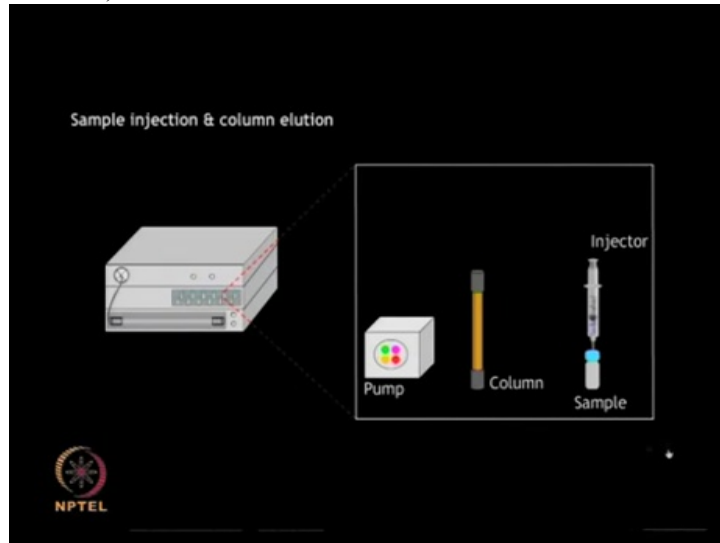 Sample injection & column elution
Injector
Pump
Column
Sample
NPTEL